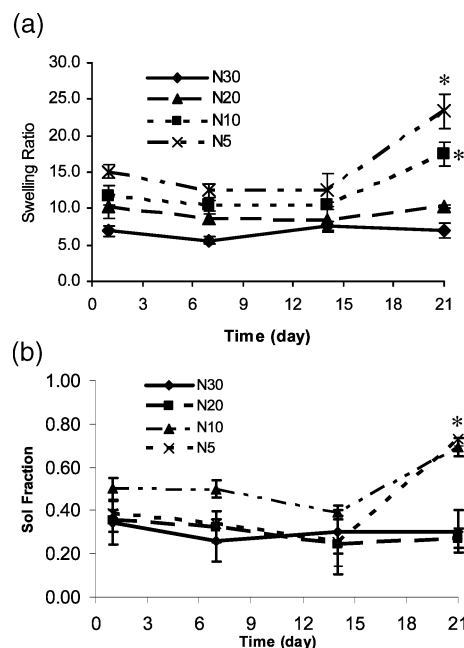 (a)
30.0
25.0
20.0
15.0
10.0
5.0
0.0
Swelling Ratio
N30
N20
N10
N5
*
*
0 3 6 9 12 15 18 21
Time (day)
(b)
1.00
0.80
0.60
0.40
0.20
0.00
Sol Fraction
N30
N20
N10
N5
*
0 3 6 9 12 15 18 21
Time (day)